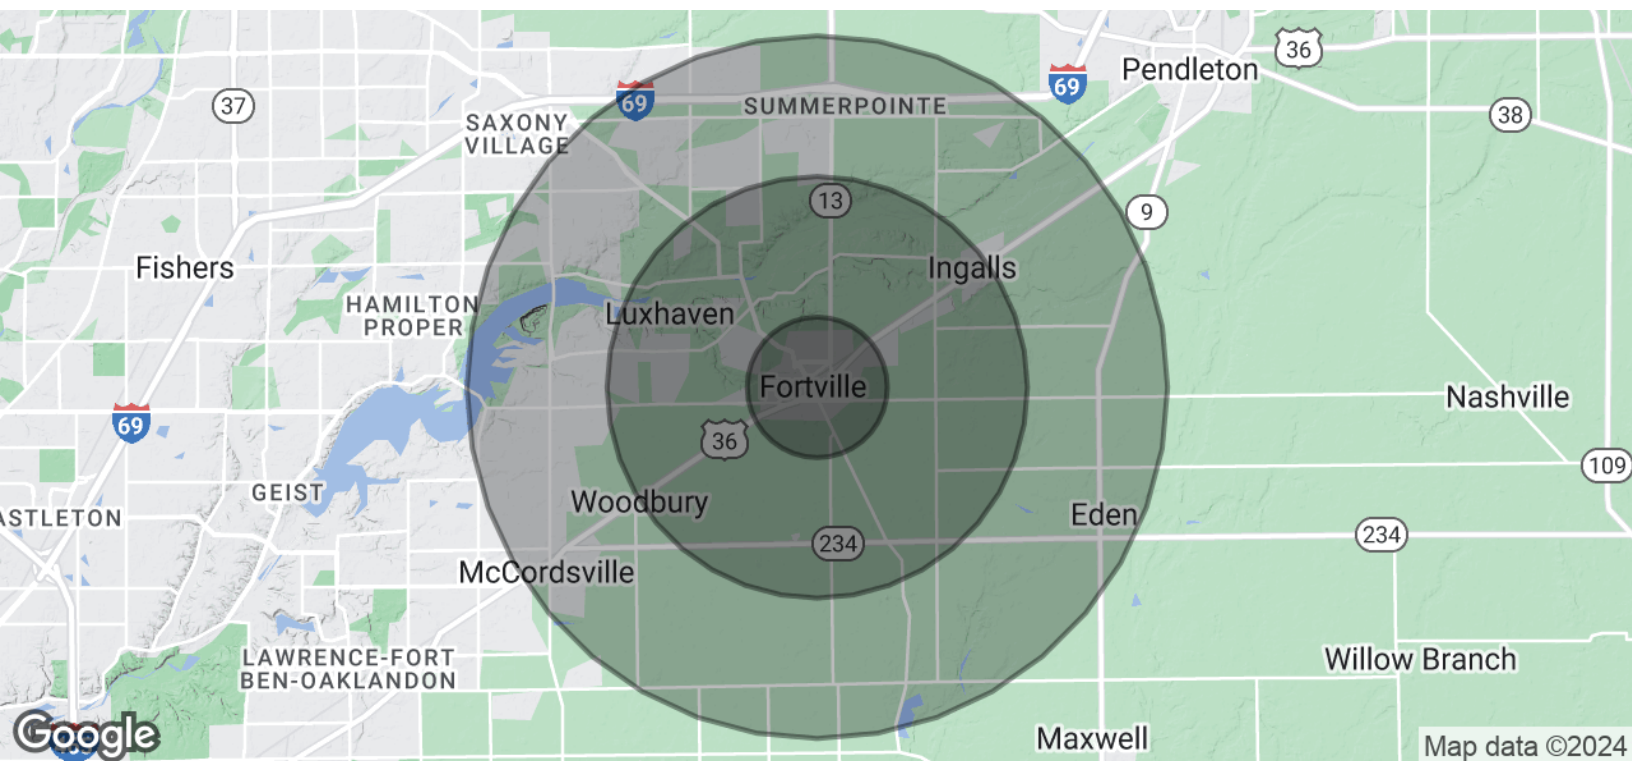 36
Pendleton
69
69
37
SUMMERPOINTE
38
SAXONY
VILLAGE
13
9
Fishers
Ingalls
HAMILTON
PROPER
Luxhaven
Fortville
Nashville
69
36
109
GEIST
Woodbury
Eden
ASTLETON
234
234
McCordsville
LAWRENCE-FORT
BEN-OAKLANDON
Willow Branch
Google
Maxwell
Map data ©2024